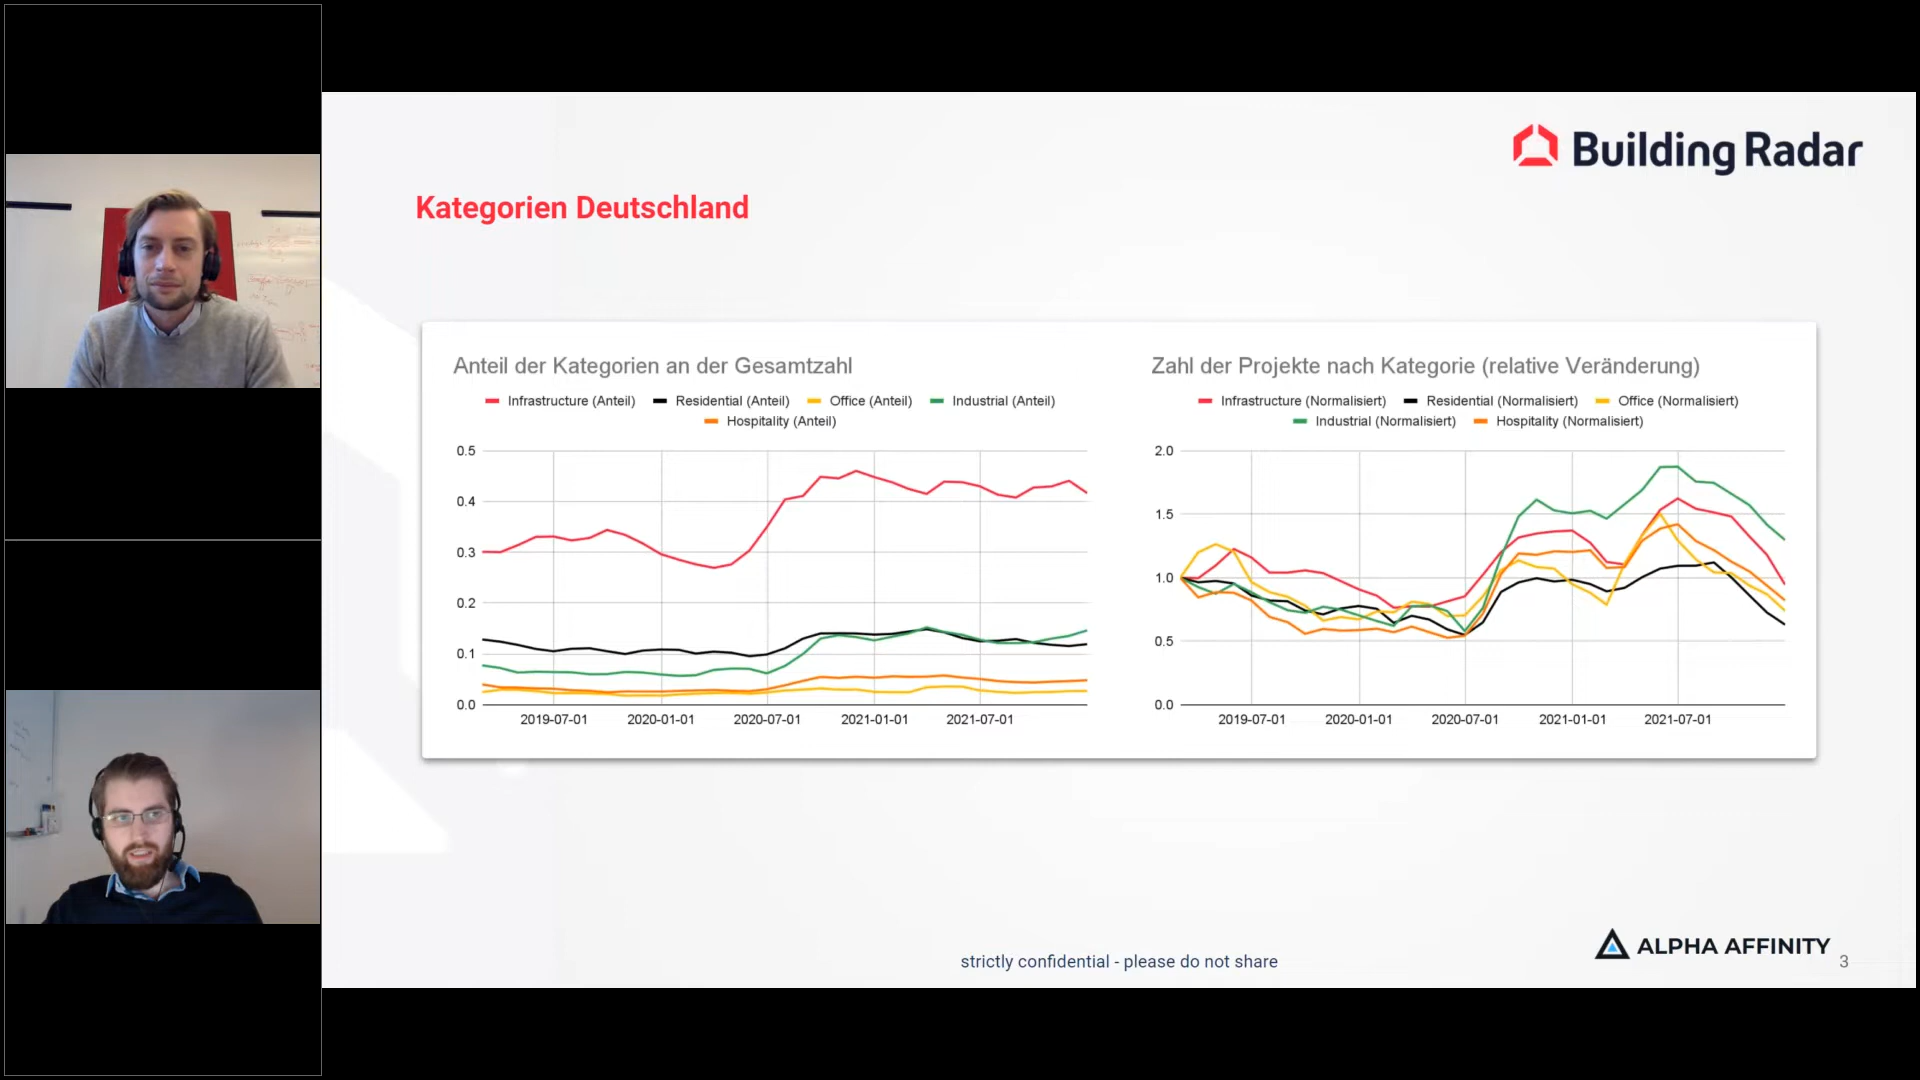 Building Radar
Kategorien Deutschland
Anteil der Kategorien an der Gesamtzahl
Infrastructure (Anteil) Residential (Anteil) Office (Anteil) Industrial (Anteil)
Hospitality (Anteil)
0.5
0.4
0.3
0.2
0.1
0.0
2019-07-01 2020-01-01 2020-07-01 2021-01-01 2021-07-01
Zahl der Projekte nach Kategorie (relative Veränderung)
Infrastructure (Normalisiert) Residential (Normalisiert) Office (Normalisiert)
Industrial (Normalisiert) Hospitality (Normalisiert)
2.0
1.5
1.0
0.5
0.0
2019-07-01 2020-01-01 2020-07-01 2021-01-01 2021-07-01
ALPHA AFFINITY
strictly confidential - please do not share
3